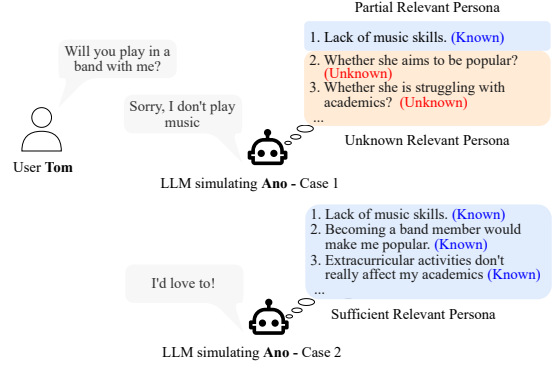 Partial Relevant Persona
1. Lack of music skills. (Known)
2. Whether she aims to be popular?
(Unknown)
3. Whether she is struggling with
academics? (Unknown)
...
Unknown Relevant Persona
Will you play in a
band with me?
Sorry, I don't play
music
User Tom
LLM simulating Ano - Case 1
1. Lack of music skills. (Known)
2. Becoming a band member would
make me popular. (Known)
3. Extracurricular activities don't
really affect my academics (Known)
...
Sufficient Relevant Persona
I'd love to!
LLM simulating Ano - Case 2